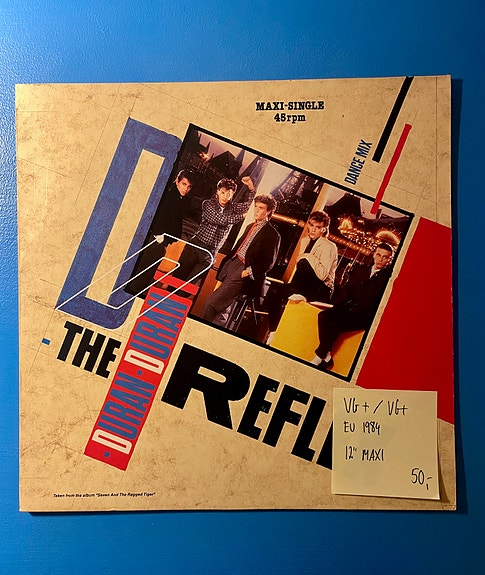 MAXI-SINGLE
45rpm
DANCE MIX
D D
·DURAN·DURAN·
- THE
REFL
Taken from the album "Seven And The Ragged Tiger"
VG+ / VG+
EU 1984
12" MAXI
50,-